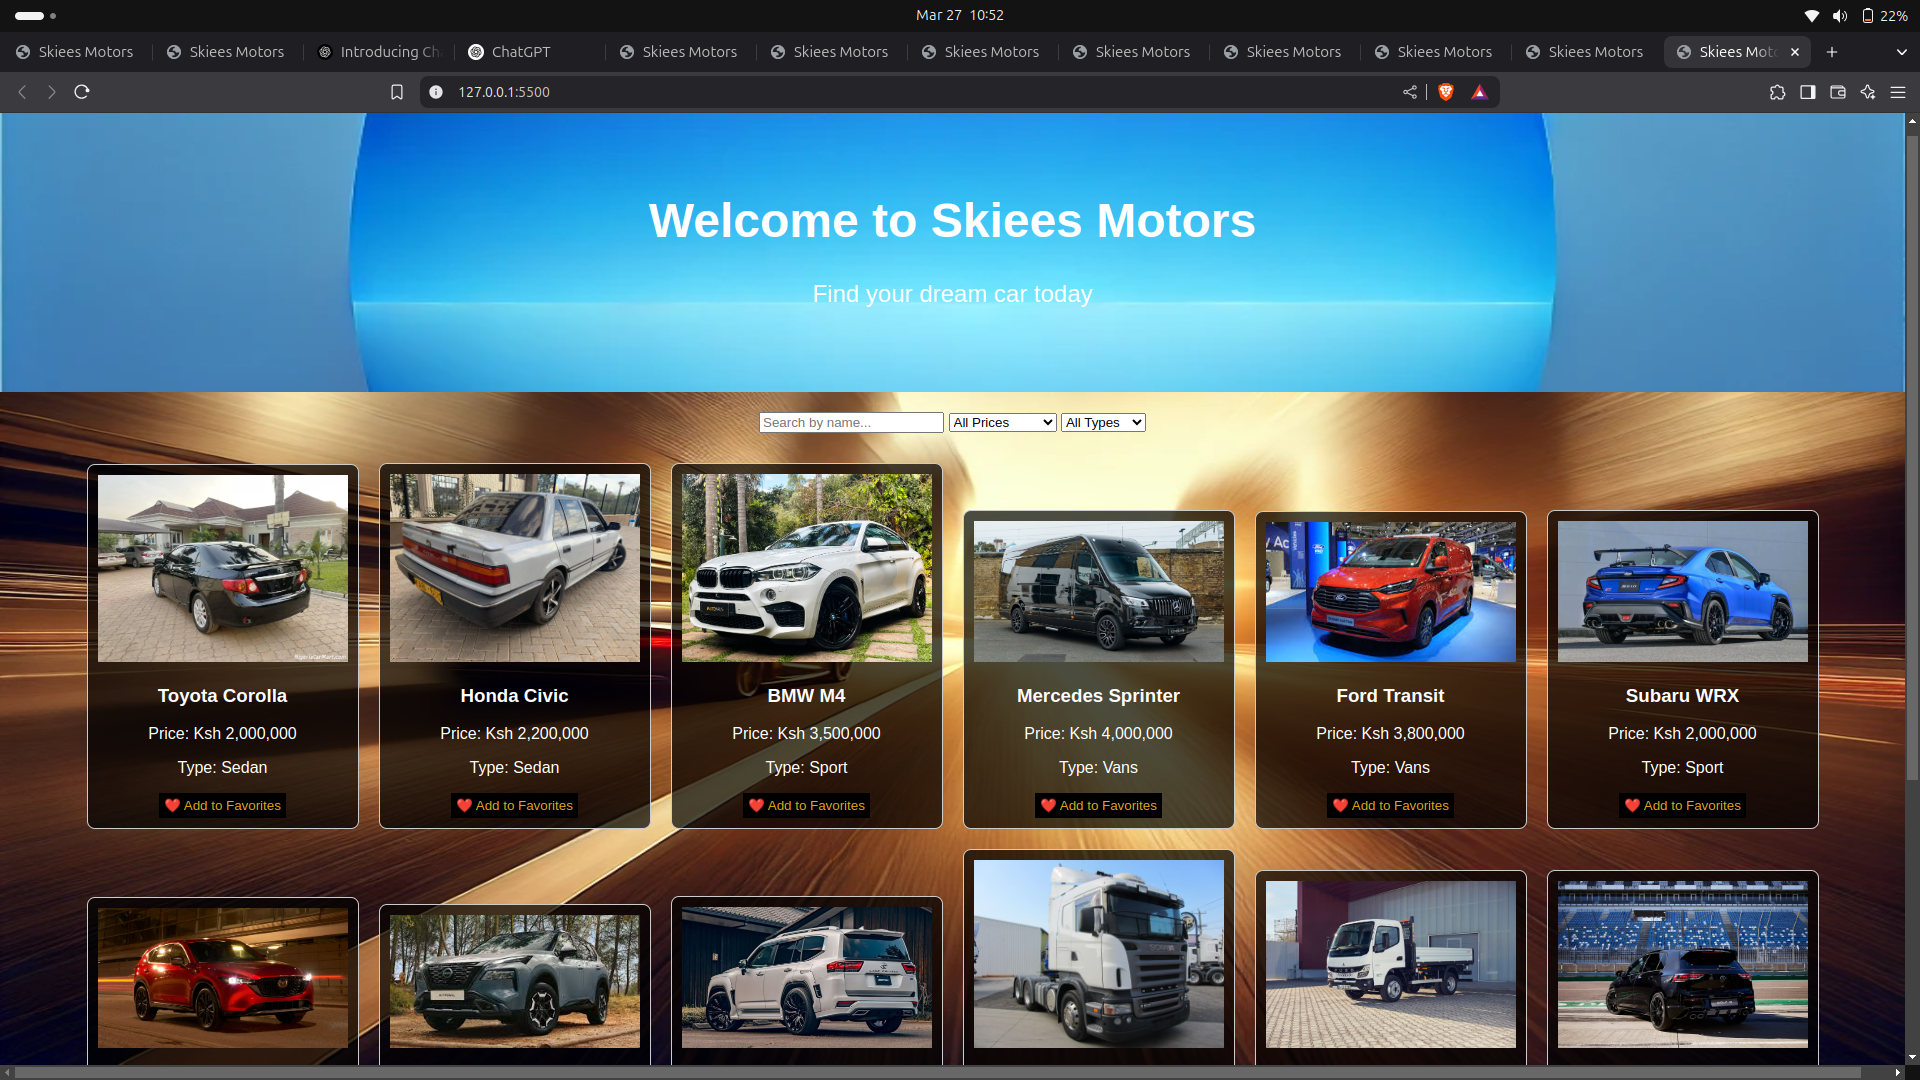 Mar 27 10:52
22%
Skiees Motors
Skiees Motors
Introducing Ch
ChatGPT
Skiees Motors
Skiees Motors
Skiees Motors
Skiees Motors
Skiees Motors
Skiees Motors
Skiees Motors
Skiees Mot
127.0.0.1:5500
Welcome to Skiees Motors
Find your dream car today
Search by name...
All Prices
All Types
Toyota Corolla
Price: Ksh 2,000,000
Type: Sedan
❤️ Add to Favorites
Honda Civic
Price: Ksh 2,200,000
Type: Sedan
❤️ Add to Favorites
BMW M4
Price: Ksh 3,500,000
Type: Sport
❤️ Add to Favorites
Mercedes Sprinter
Price: Ksh 4,000,000
Type: Vans
❤️ Add to Favorites
Ford Transit
Price: Ksh 3,800,000
Type: Vans
❤️ Add to Favorites
Subaru WRX
Price: Ksh 2,000,000
Type: Sport
❤️ Add to Favorites